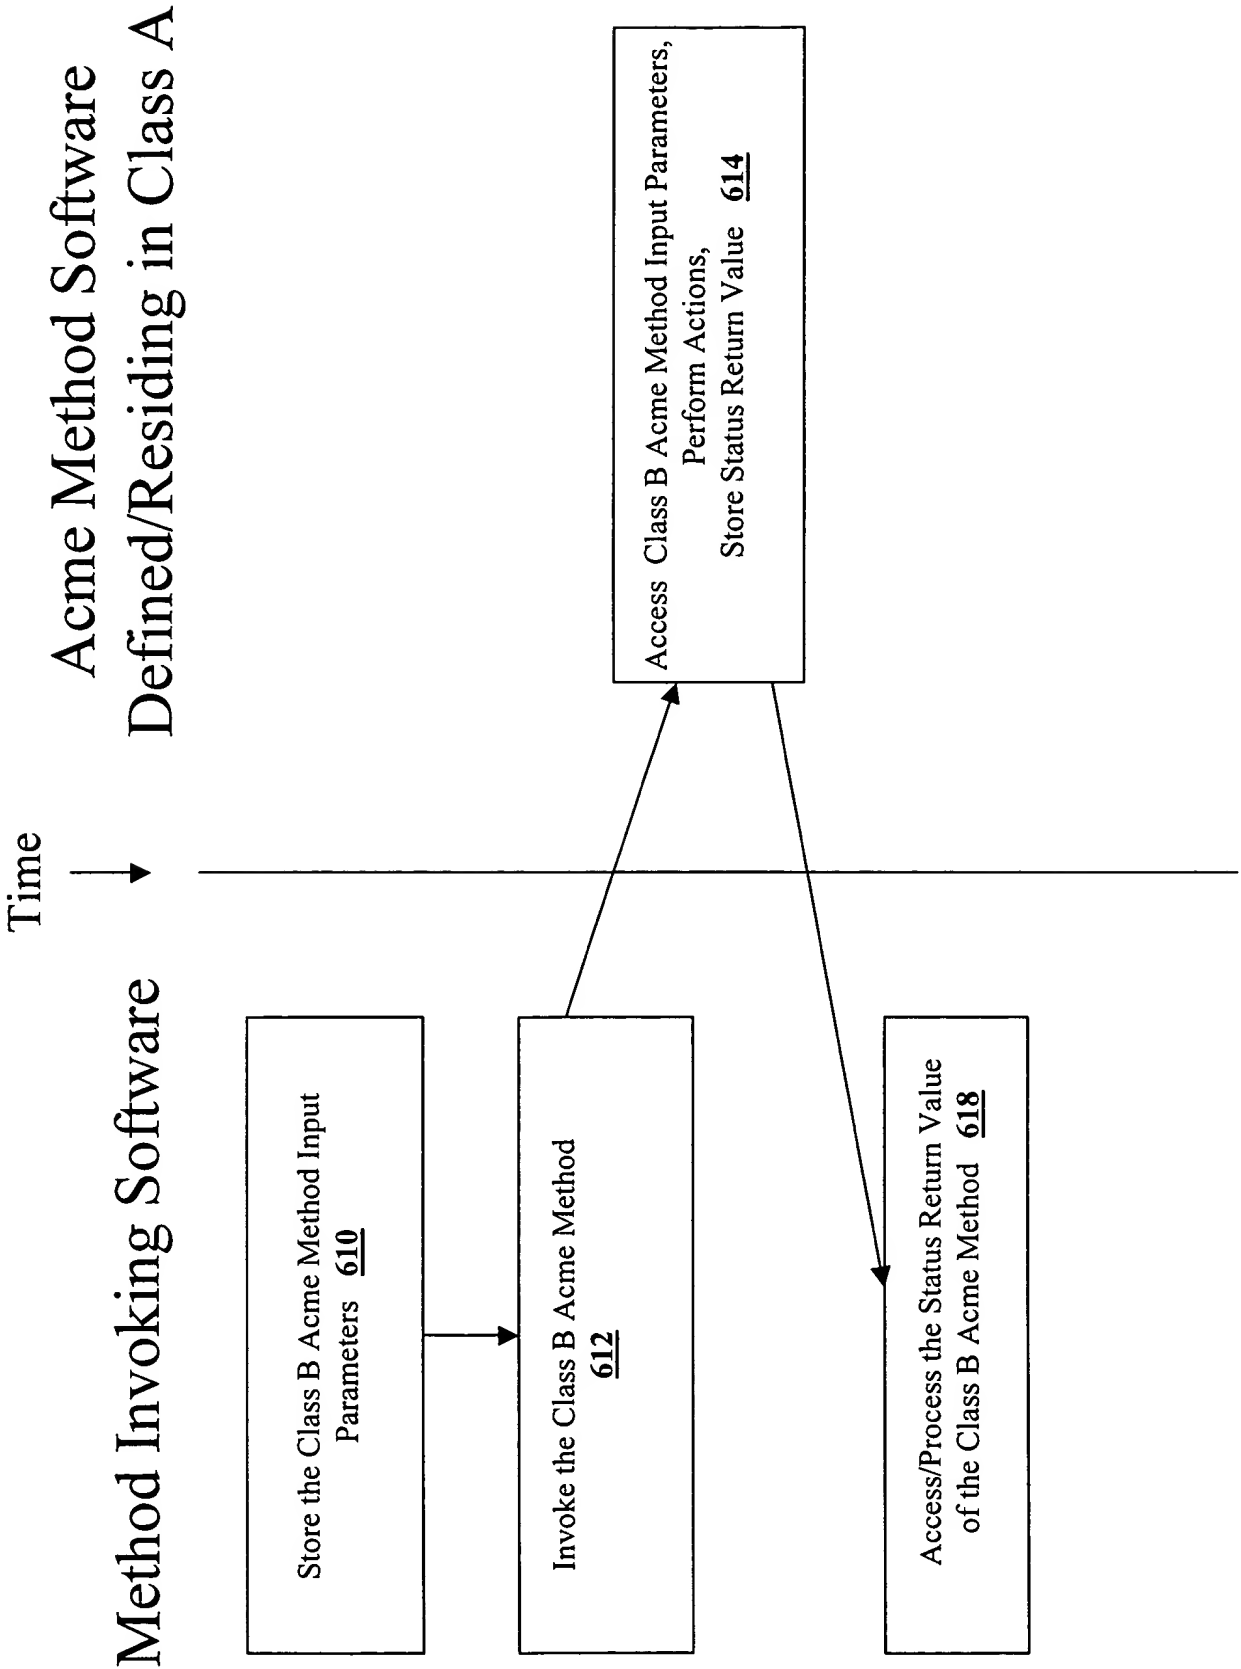 Time
Method Invoking Software
Acme Method Software
Defined/Residing in Class A
Store the Class B Acme Method Input
Parameters 610
Invoke the Class B Acme Method
612
Access Class B Acme Method Input Parameters,
Perform Actions,
Store Status Return Value 614
Access/Process the Status Return Value
of the Class B Acme Method 618